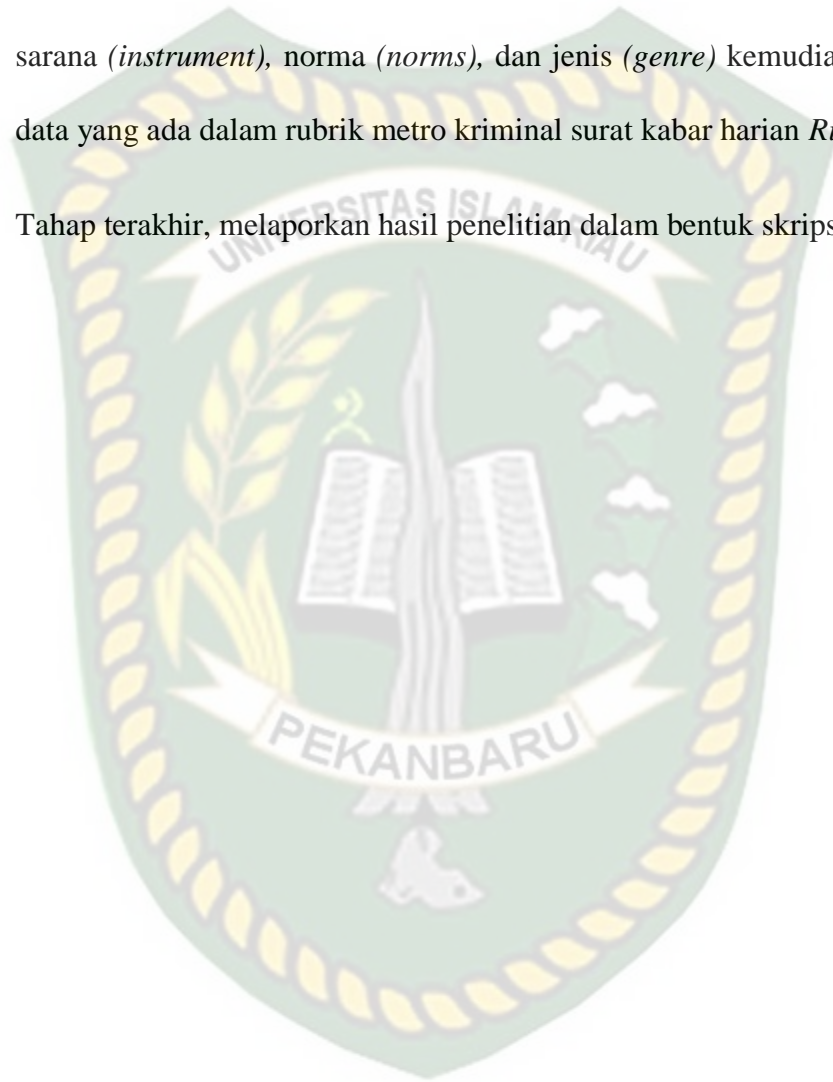 sarana (instrument), norma (norms), dan jenis (genre)
data yang ada dalam rubrik metro kriminal surat kabar harian
Tahap terakhir, melaporkan hasil penelitian dalam bentuk
UNIVERSITAS ISLAM RIAU
PEKANBARU